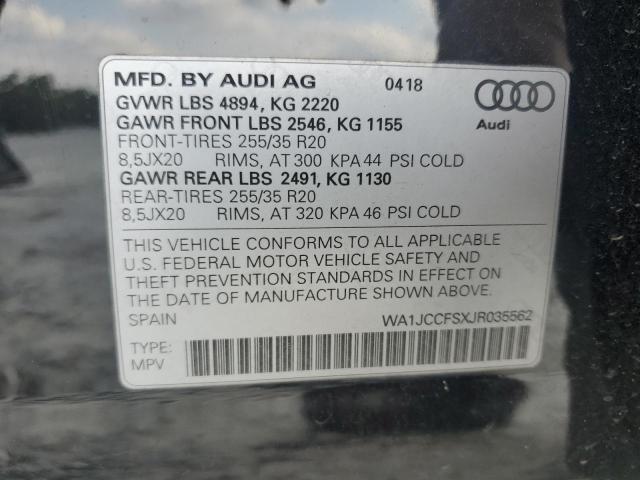 MFD. BY AUDI AG 0418
GVWR LBS 4894, KG 2220
GAWR FRONT LBS 2546, KG 1155
FRONT-TIRES 255/35 R20
8,5JX20 RIMS, AT 300 KPA 44 PSI COLD
GAWR REAR LBS 2491, KG 1130
REAR-TIRES 255/35 R20
8,5JX20 RIMS, AT 320 KPA 46 PSI COLD
Audi
THIS VEHICLE CONFORMS TO ALL APPLICABLE
U.S. FEDERAL MOTOR VEHICLE SAFETY AND
THEFT PREVENTION STANDARDS IN EFFECT ON
THE DATE OF MANUFACTURE SHOWN ABOVE.
SPAIN WA1JCCFSXJR035562
TYPE:
MPV